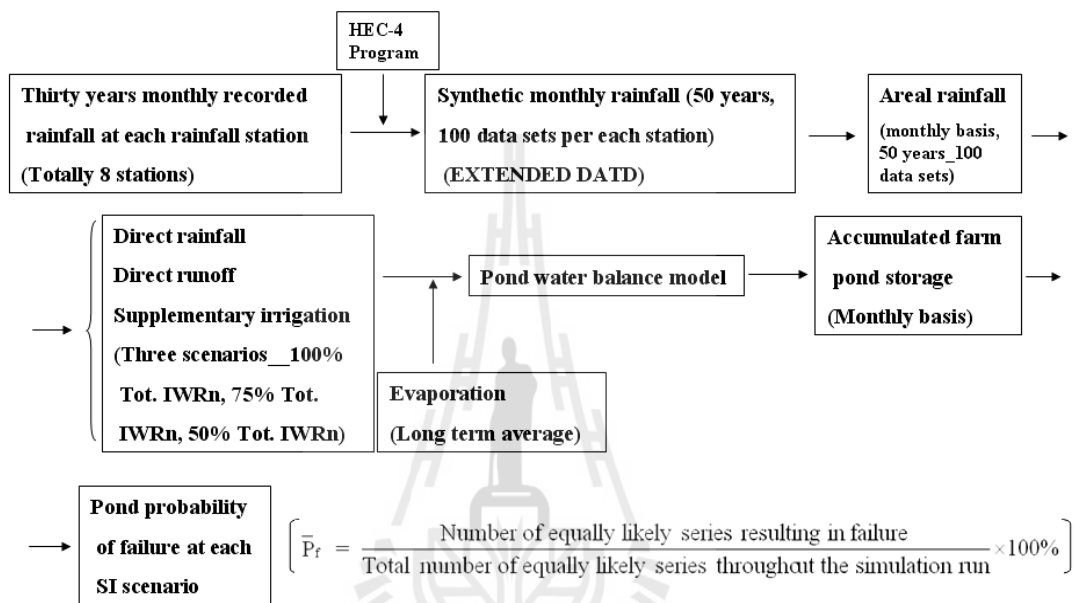 HEC-4
Program
Thirty years monthly recorded
rainfall at each rainfall station
(Totally 8 stations)
Synthetic monthly rainfall (50 years,
100 data sets per each station)
(EXTENDED DATD)
Areal rainfall
(monthly basis,
50 years_100
data sets)
Direct rainfall
Direct runoff
Supplementary irrigation
(Three scenarios__100%
Tot. IWRn, 75% Tot.
IWRn, 50% Tot. IWRn)
Evaporation
(Long term average)
Pond water balance model
Accumulated farm
pond storage
(Monthly basis)
Pond probability
of failure at each
SI scenario
P̄f = Number of equally likely series resulting in failure
Total number of equally likely series throughout the simulation run ×100%